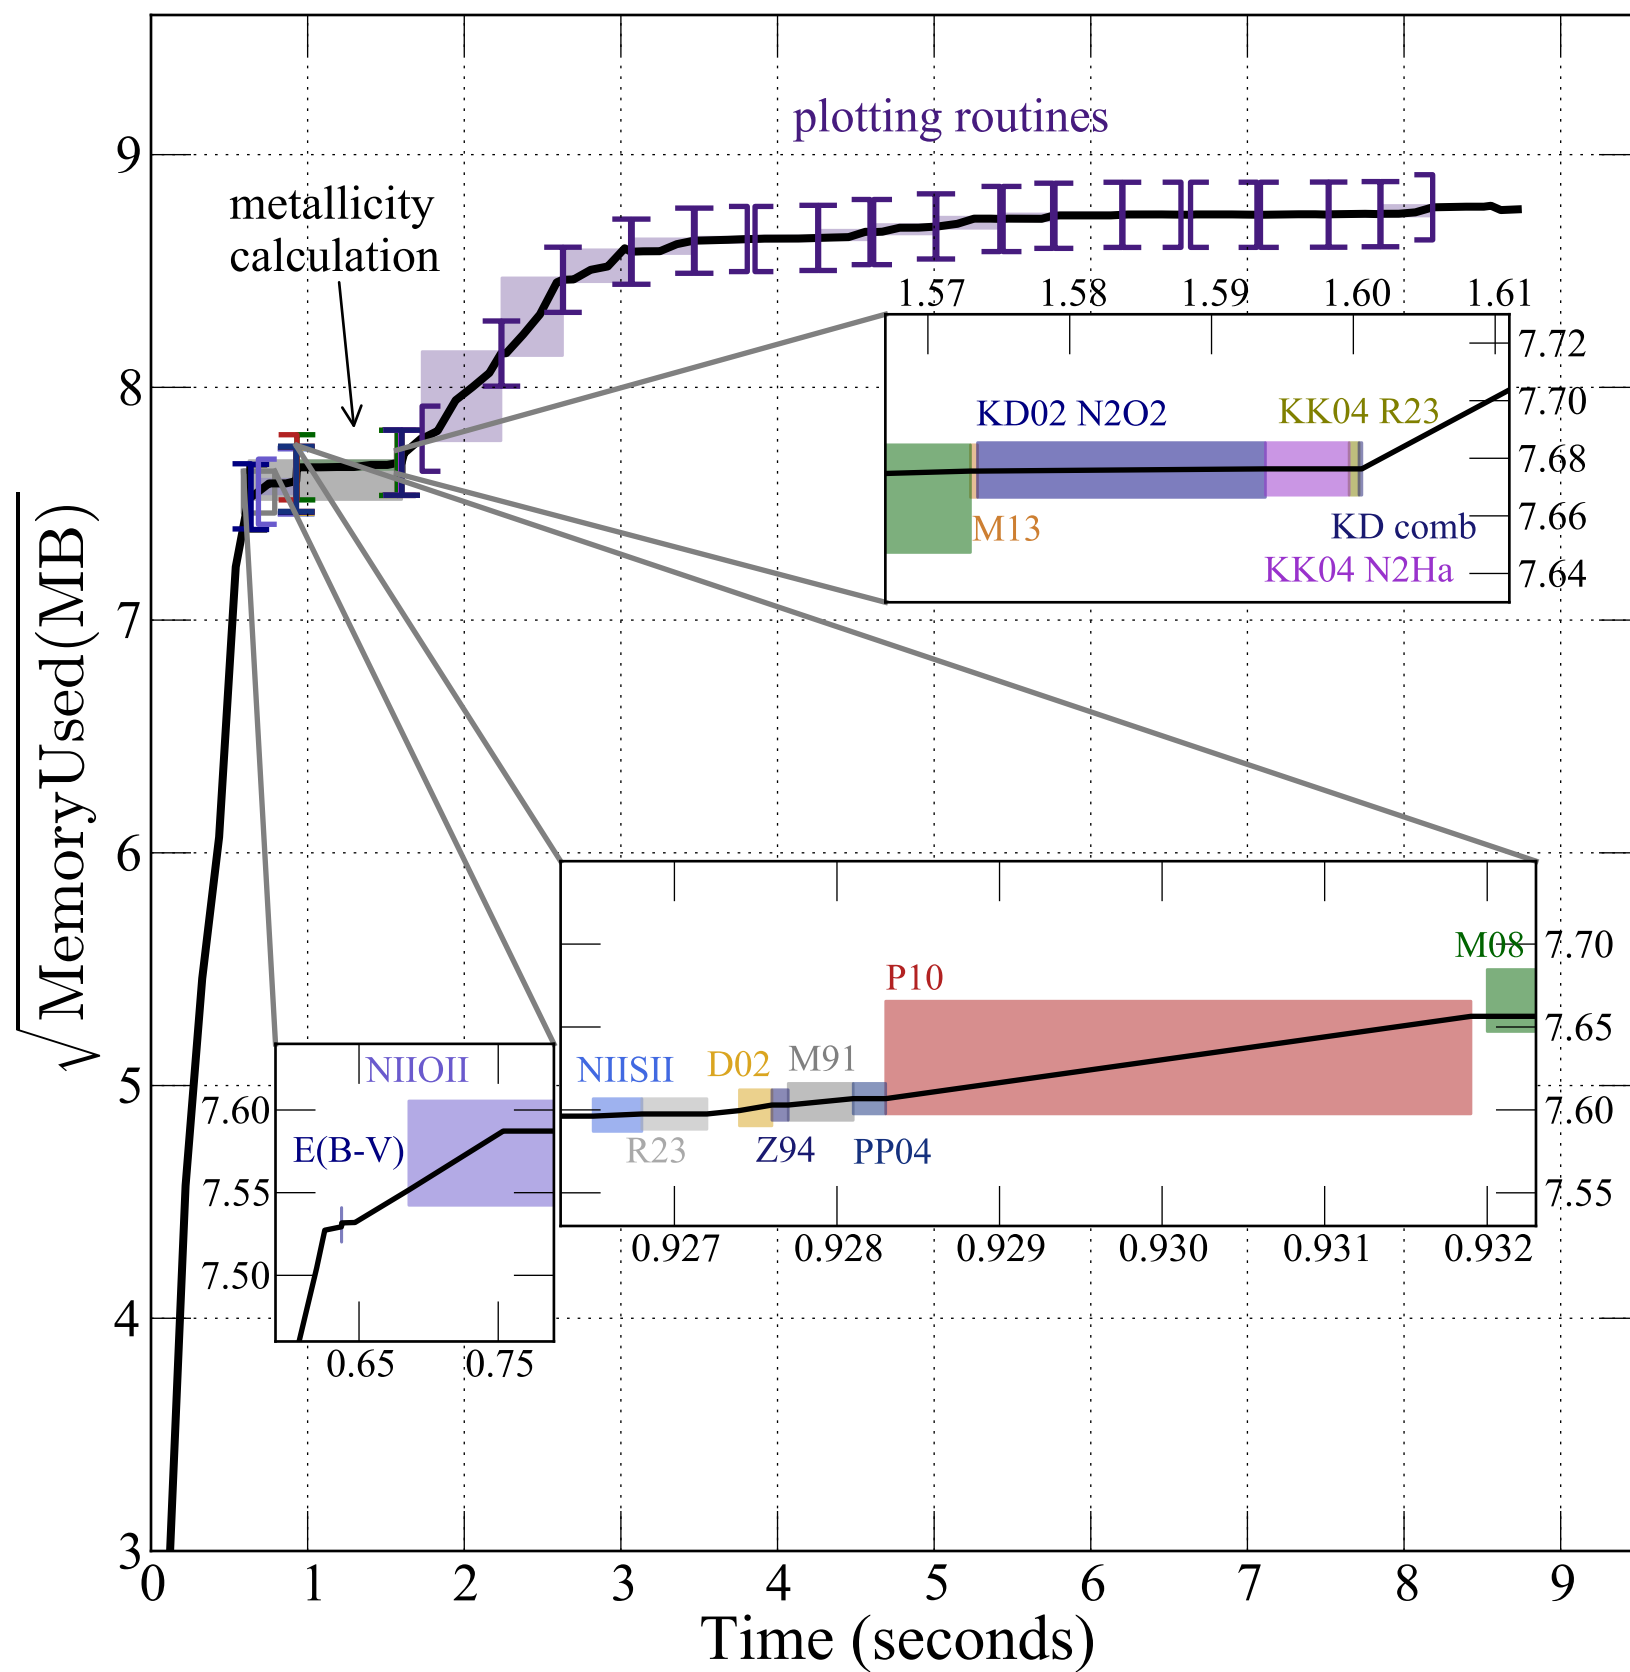 plotting routines
9
metallicity
calculation
1.57 1.58 1.59 1.60 1.61
7.72
8
KD02 N2O2
KK04 R23
7.70
7.68
M13
KD comb
7.66
KK04 N2Ha
7.64
7
√Memory Used(MB)
6
M08
7.70
P10
7.65
5
NIIOII
NIISII
D02
M91
7.60
7.60
E(B-V)
R23
Z94
PP04
7.55
7.55
7.50
0.927 0.928 0.929 0.930 0.931 0.932
4
0.65 0.75
3
0 1 2 3 4 5 6 7 8 9
Time (seconds)